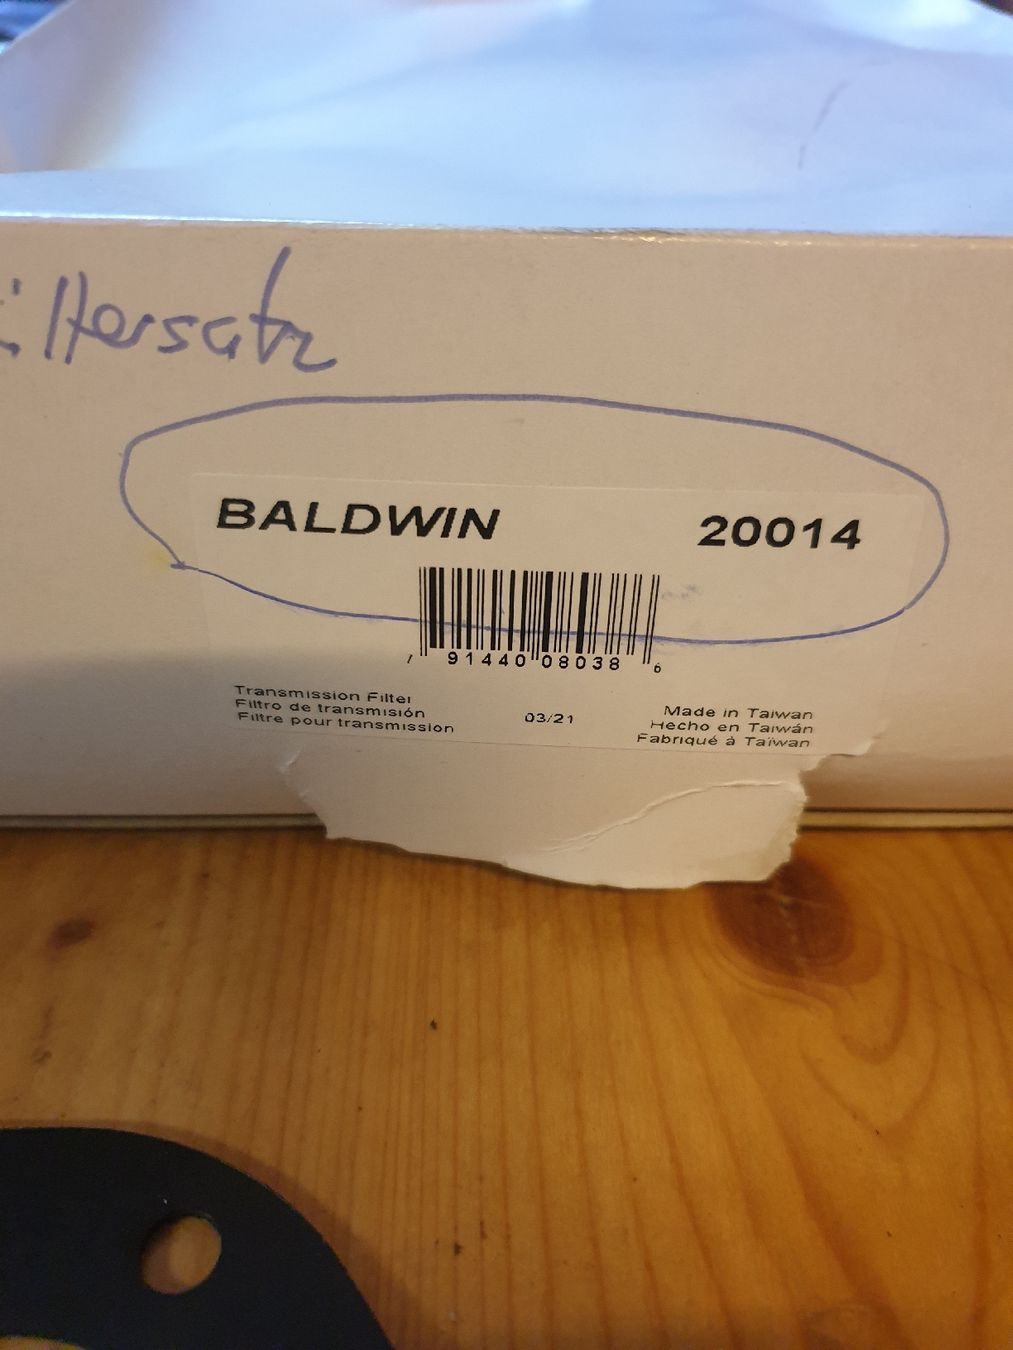 iltersatz
BALDWIN 20014
7 91440 08038 6
Transmission Filter
Filtro de transmisión
Filtre pour transmission
03/21
Made in Taiwan
Hecho en Taiwán
Fabriqué à Taïwan